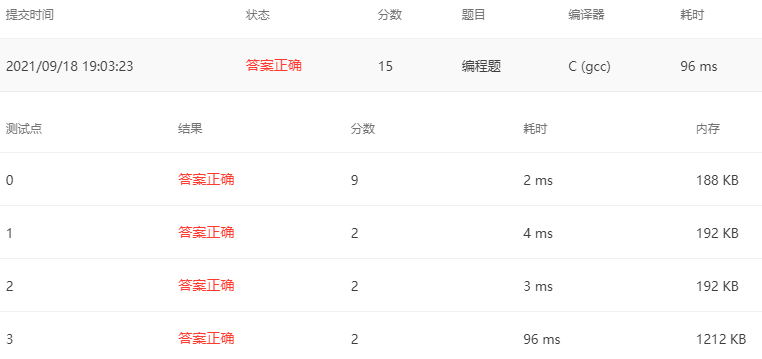 提交时间 状态 分数 题目 编译器 耗时
2021/09/18 19:03:23 答案正确 15 编程题 C (gcc) 96 ms
测试点 结果 分数 耗时 内存
0 答案正确 9 2 ms 188 KB
1 答案正确 2 4 ms 192 KB
2 答案正确 2 3 ms 192 KB
3 答案正确 2 96 ms 1212 KB